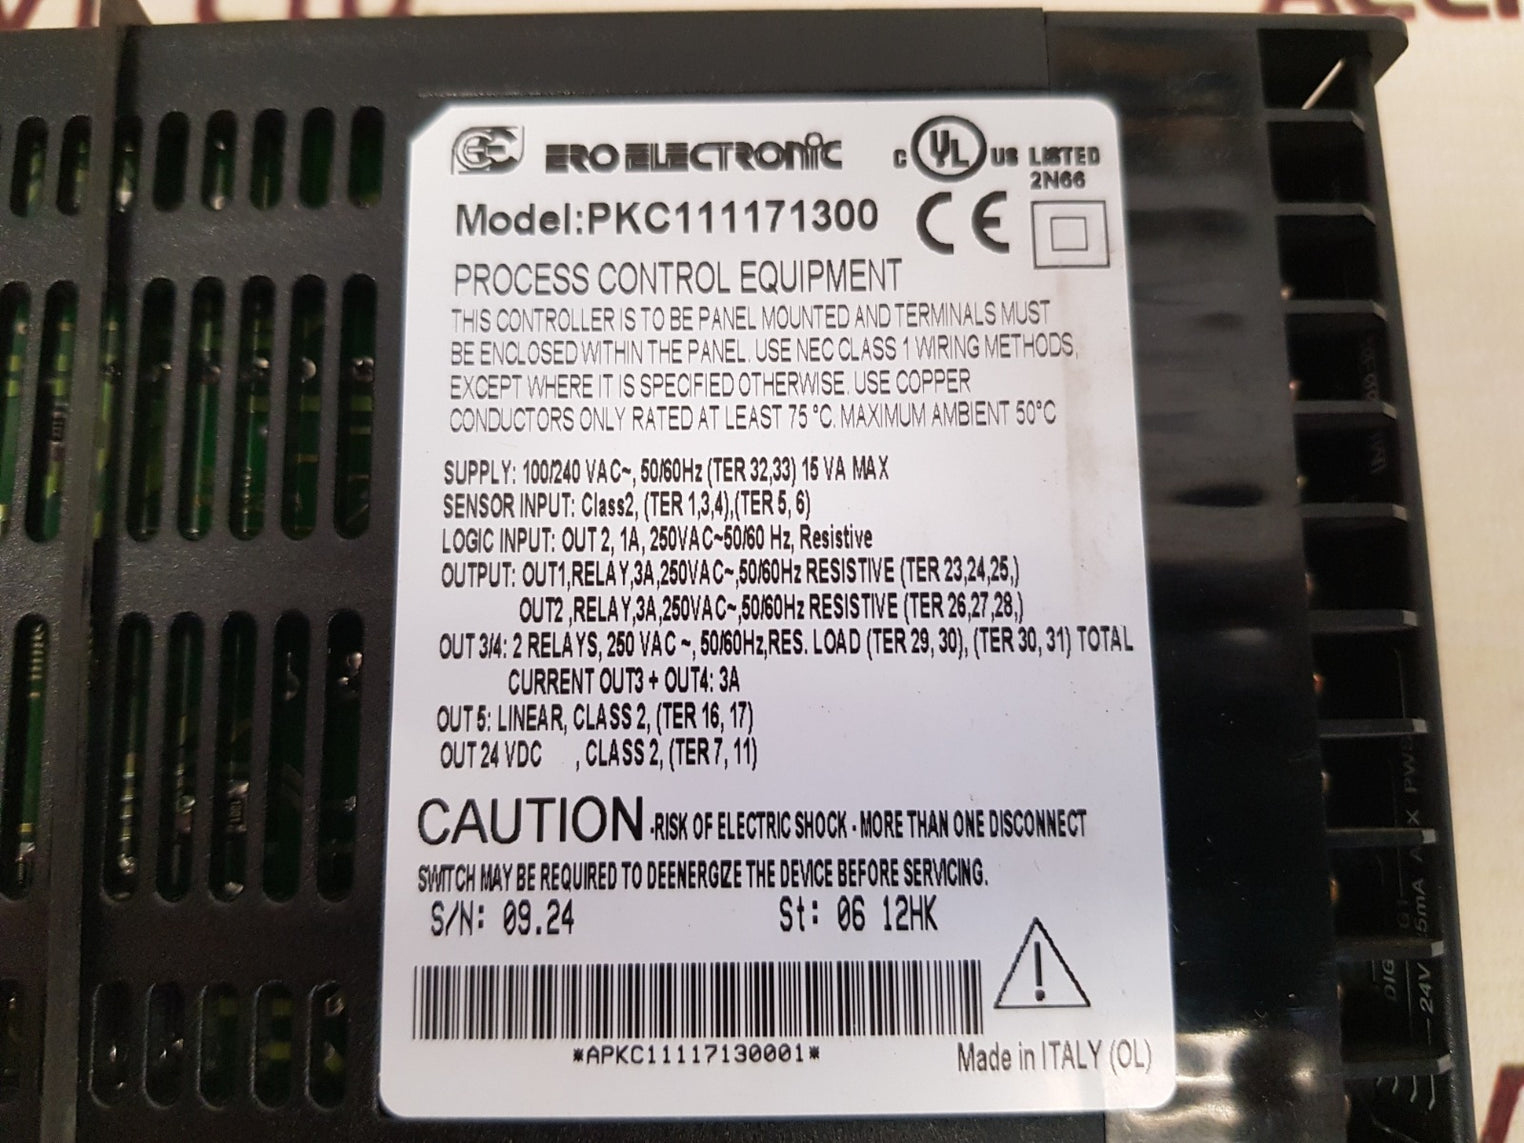 ERO ELECTRONIC
C UL US LISTED
2N66
Model:PKC111171300
CE
PROCESS CONTROL EQUIPMENT
THIS CONTROLLER IS TO BE PANEL MOUNTED AND TERMINALS MUST
BE ENCLOSED WITHIN THE PANEL. USE NEC CLASS 1 WIRING METHODS,
EXCEPT WHERE IT IS SPECIFIED OTHERWISE. USE COPPER
CONDUCTORS ONLY RATED AT LEAST 75 °C. MAXIMUM AMBIENT 50°C
SUPPLY: 100/240 VAC~, 50/60Hz (TER 32,33) 15 VA MAX
SENSOR INPUT: Class2, (TER 1,3,4),(TER 5, 6)
LOGIC INPUT: OUT 2, 1A, 250VAC~50/60 Hz, Resistive
OUTPUT: OUT1,RELAY,3A,250VAC~,50/60Hz RESISTIVE (TER 23,24,25,)
OUT2 ,RELAY,3A,250VAC~,50/60Hz RESISTIVE (TER 26,27,28,)
OUT 3/4: 2 RELAYS, 250 VAC ~, 50/60Hz,RES. LOAD (TER 29, 30), (TER 30, 31) TOTAL
CURRENT OUT3 + OUT4: 3A
OUT 5: LINEAR, CLASS 2, (TER 16, 17)
OUT 24 VDC , CLASS 2, (TER 7, 11)
CAUTION -RISK OF ELECTRIC SHOCK - MORE THAN ONE DISCONNECT
SWITCH MAY BE REQUIRED TO DEENERGIZE THE DEVICE BEFORE SERVICING.
S/N: 09.24 St: 06 12HK
*APKC11117130001*
Made in ITALY (OL)
24V